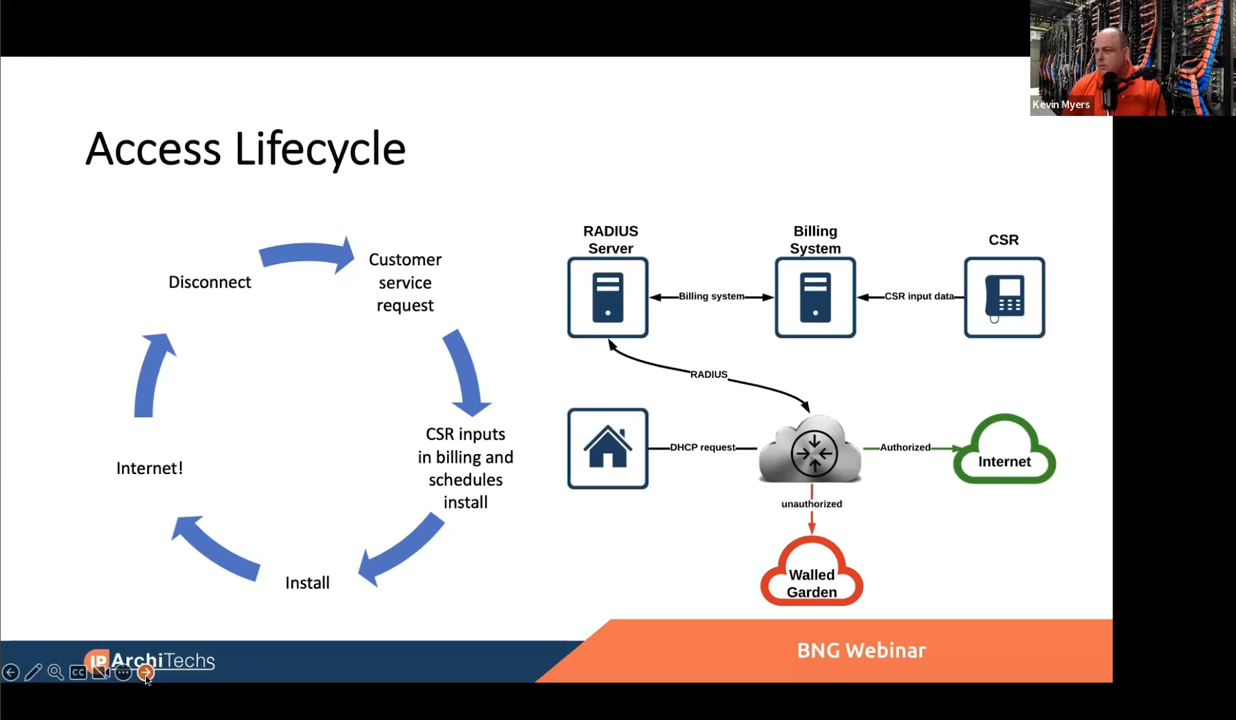 Kevin Myers
Access Lifecycle
Disconnect
Customer
service
request
CSR inputs
in billing and
schedules
install
Install
Internet!
RADIUS
Server
Billing
System
CSR
Billing system
CSR input data
RADIUS
DHCP request
Authorized
Internet
unauthorized
Walled
Garden
IP ArchiTechs
CC
BNG Webinar